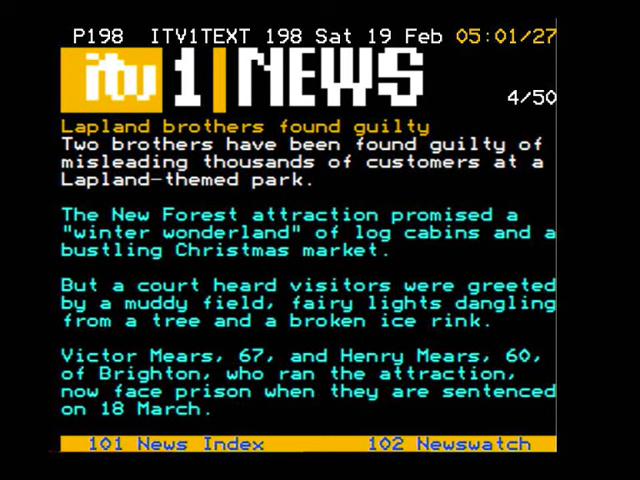 P198 ITV1TEXT 198 Sat 19 Feb 05:01/27
itv 1 NEWS
4/50
Lapland brothers found guilty
Two brothers have been found guilty of
misleading thousands of customers at a
Lapland-themed park.
The New Forest attraction promised a
"winter wonderland" of log cabins and a
bustling Christmas market.
But a court heard visitors were greeted
by a muddy field, fairy lights dangling
from a tree and a broken ice rink.
Victor Mears, 67, and Henry Mears, 60,
of Brighton, who ran the attraction,
now face prison when they are sentenced
on 18 March.
101 News Index 102 Newswatch